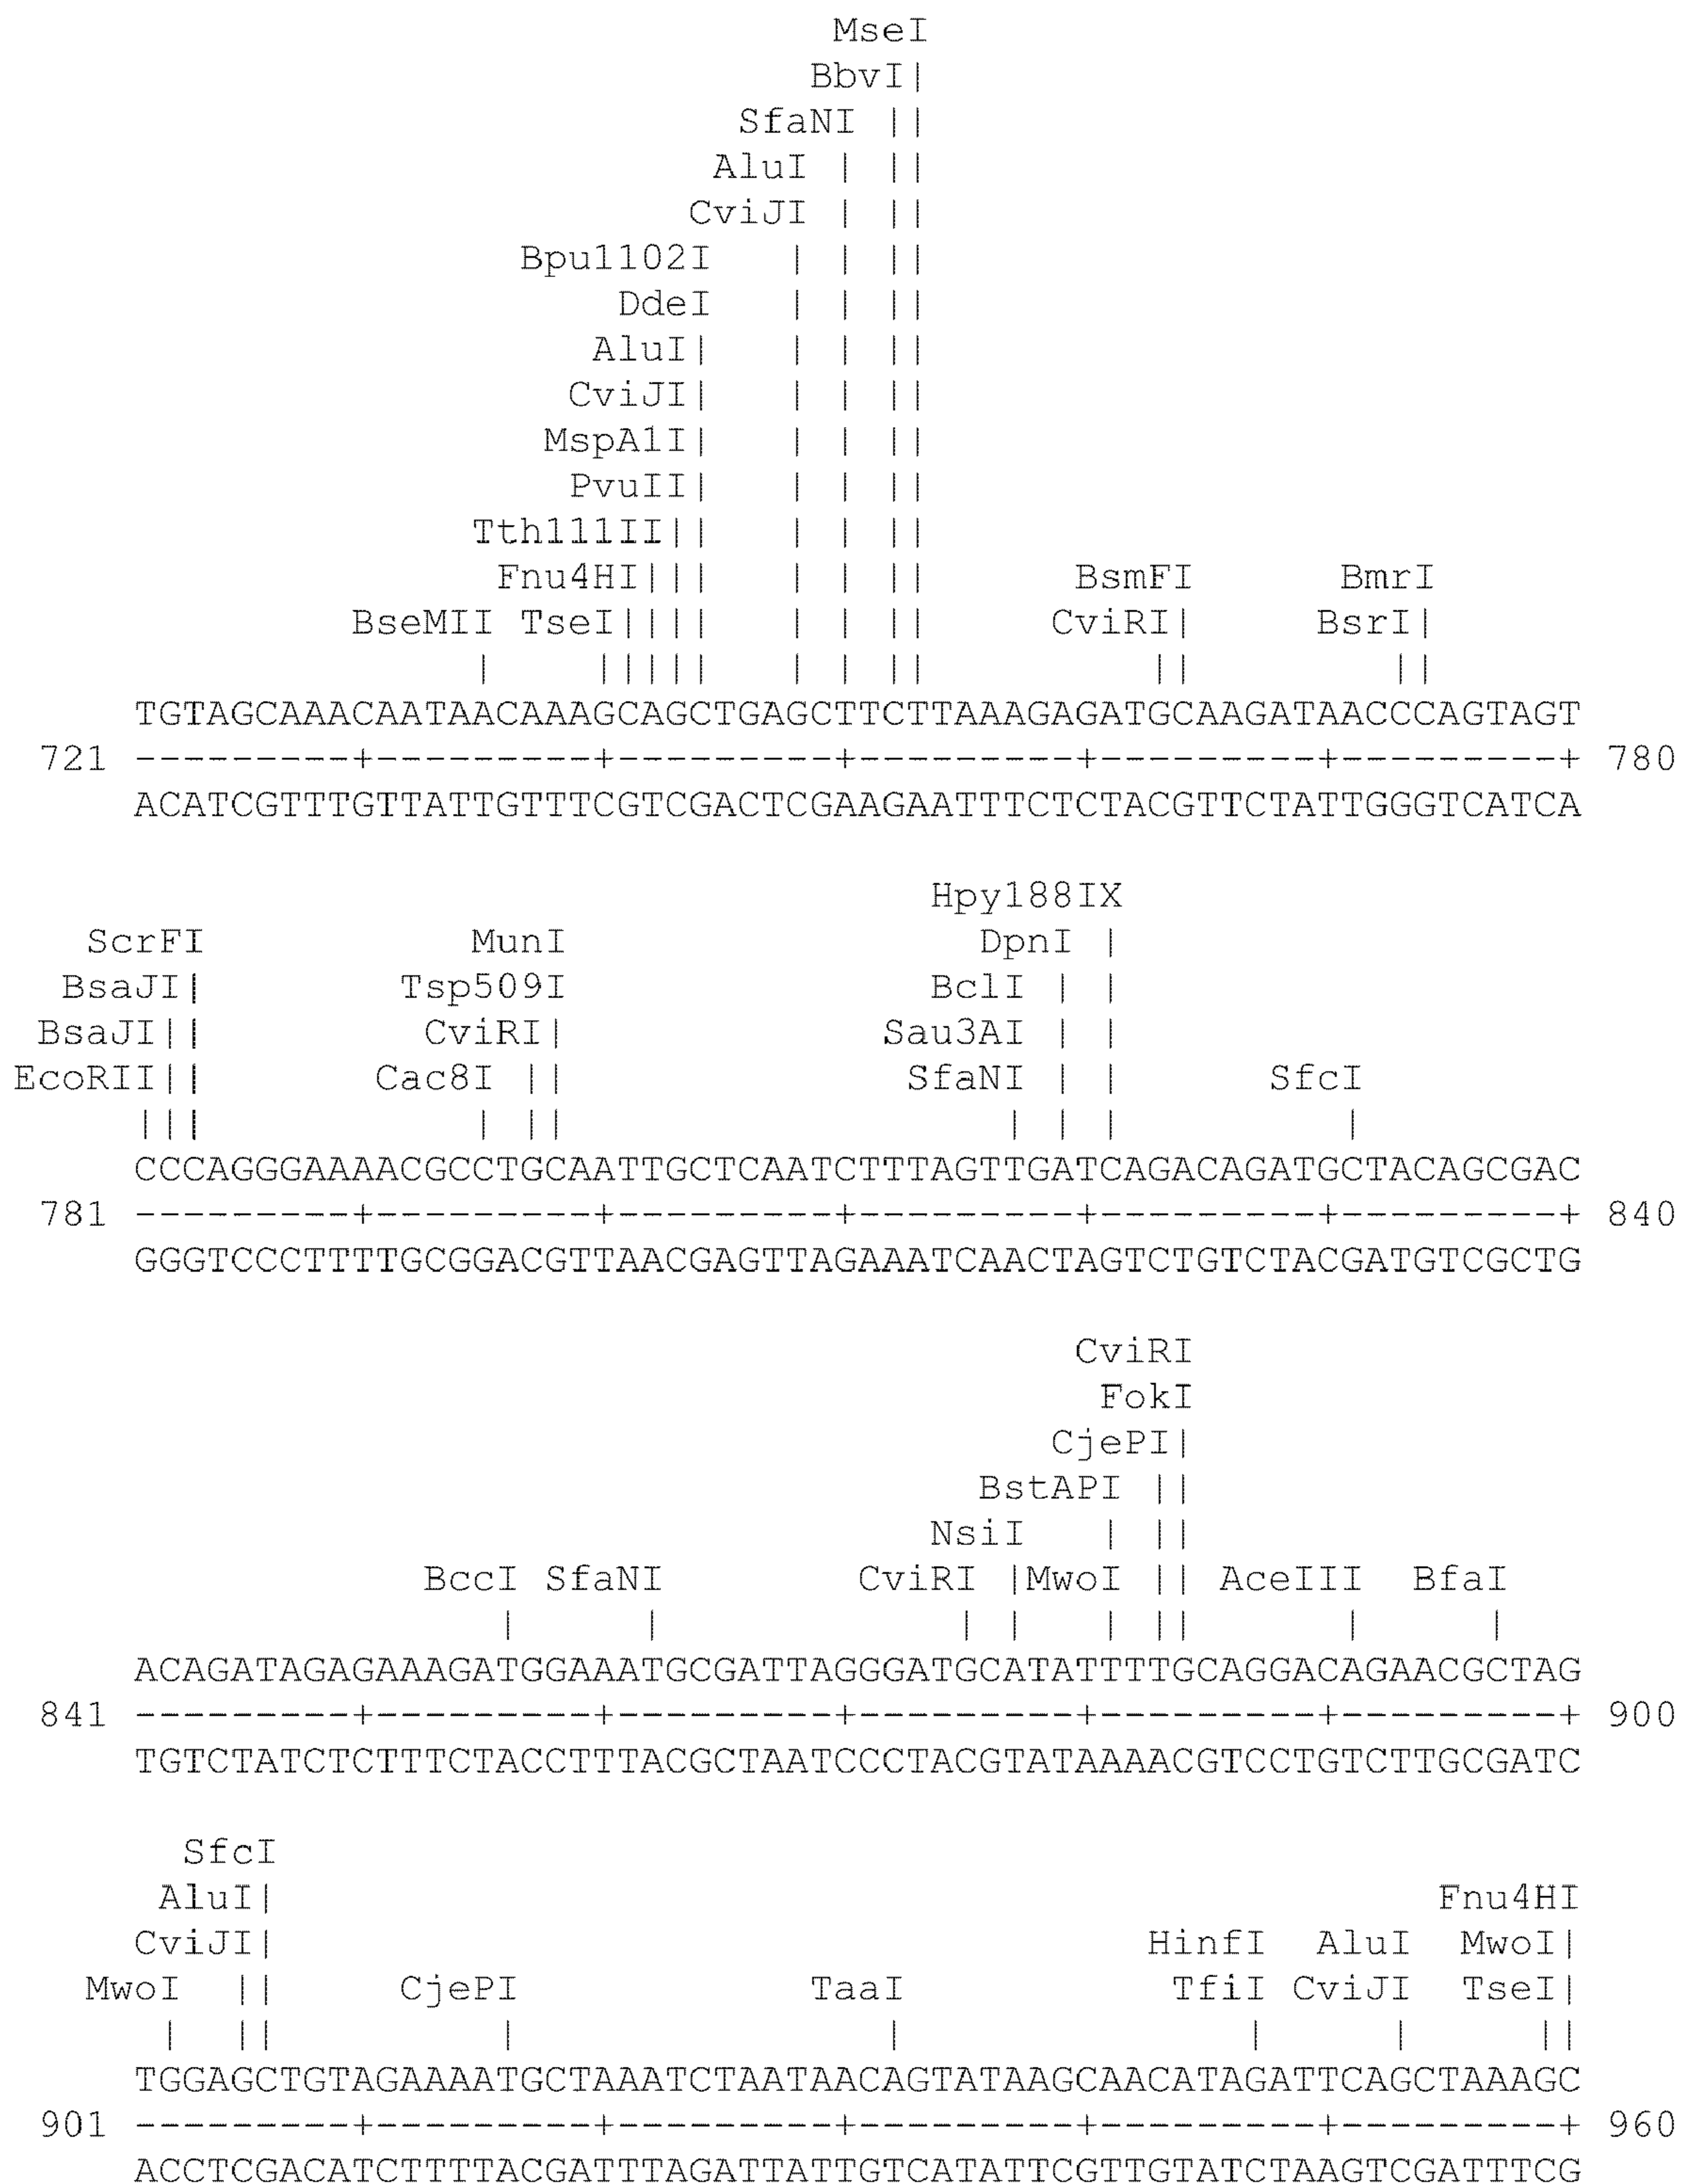 MseI
BbvI|
SfaNI ||
AluI | ||
CviJI | ||
Bpu1102I | | ||
DdeI | | ||
AluI| | | ||
CviJI| | | ||
MspA1I| | | ||
PvuII| | | ||
Tth111II|| | | ||
Fnu4HI||| | | || BsmFI BmrI
BseMII TseI|||| | | || CviRI| BsrI|
| ||||| | | || || ||
TGTAGCAAACAATAACAAAGCAGCTGAGCTTCTTAAAGAGATGCAAGATAACCCAGTAGT
721 ---------+---------+---------+---------+---------+---------+ 780
ACATCGTTTGTTATTGTTTCGTCGACTCGAAGAATTTCTCTACGTTCTATTGGGTCATCA
Hpy188IX
ScrFI MunI DpnI |
BsaJI| Tsp509I BclI | |
BsaJI|| CviRI| Sau3AI | |
EcoRII|| Cac8I || SfaNI | | SfcI
||| | || | | | |
CCCAGGGAAAACGCCTGCAATTGCTCAATCTTTAGTTGATCAGACAGATGCTACAGCGAC
781 ---------+---------+---------+---------+---------+---------+ 840
GGGTCCCTTTTGCGGACGTTAACGAGTTAGAAATCAACTAGTCTGTCTACGATGTCGCTG
CviRI
FokI
CjePI|
BstAPI ||
NsiI | ||
BccI SfaNI CviRI |MwoI || AceIII BfaI
| | | | | || | |
ACAGATAGAGAAAGATGGAAATGCGATTAGGGATGCATATTTTGCAGGACAGAACGCTAG
841 ---------+---------+---------+---------+---------+---------+ 900
TGTCTATCTCTTTCTACCTTTACGCTAATCCCTACGTATAAAACGTCCTGTCTTGCGATC
SfcI
AluI| Fnu4HI
CviJI| HinfI AluI MwoI|
MwoI || CjePI TaaI TfiI CviJI TseI|
| || | | | | ||
TGGAGCTGTAGAAAATGCTAAATCTAATAACAGTATAAGCAACATAGATTCAGCTAAAGC
901 ---------+---------+---------+---------+---------+---------+ 960
ACCTCGACATCTTTTACGATTTAGATTATTGTCATATTCGTTGTATCTAAGTCGATTTCG